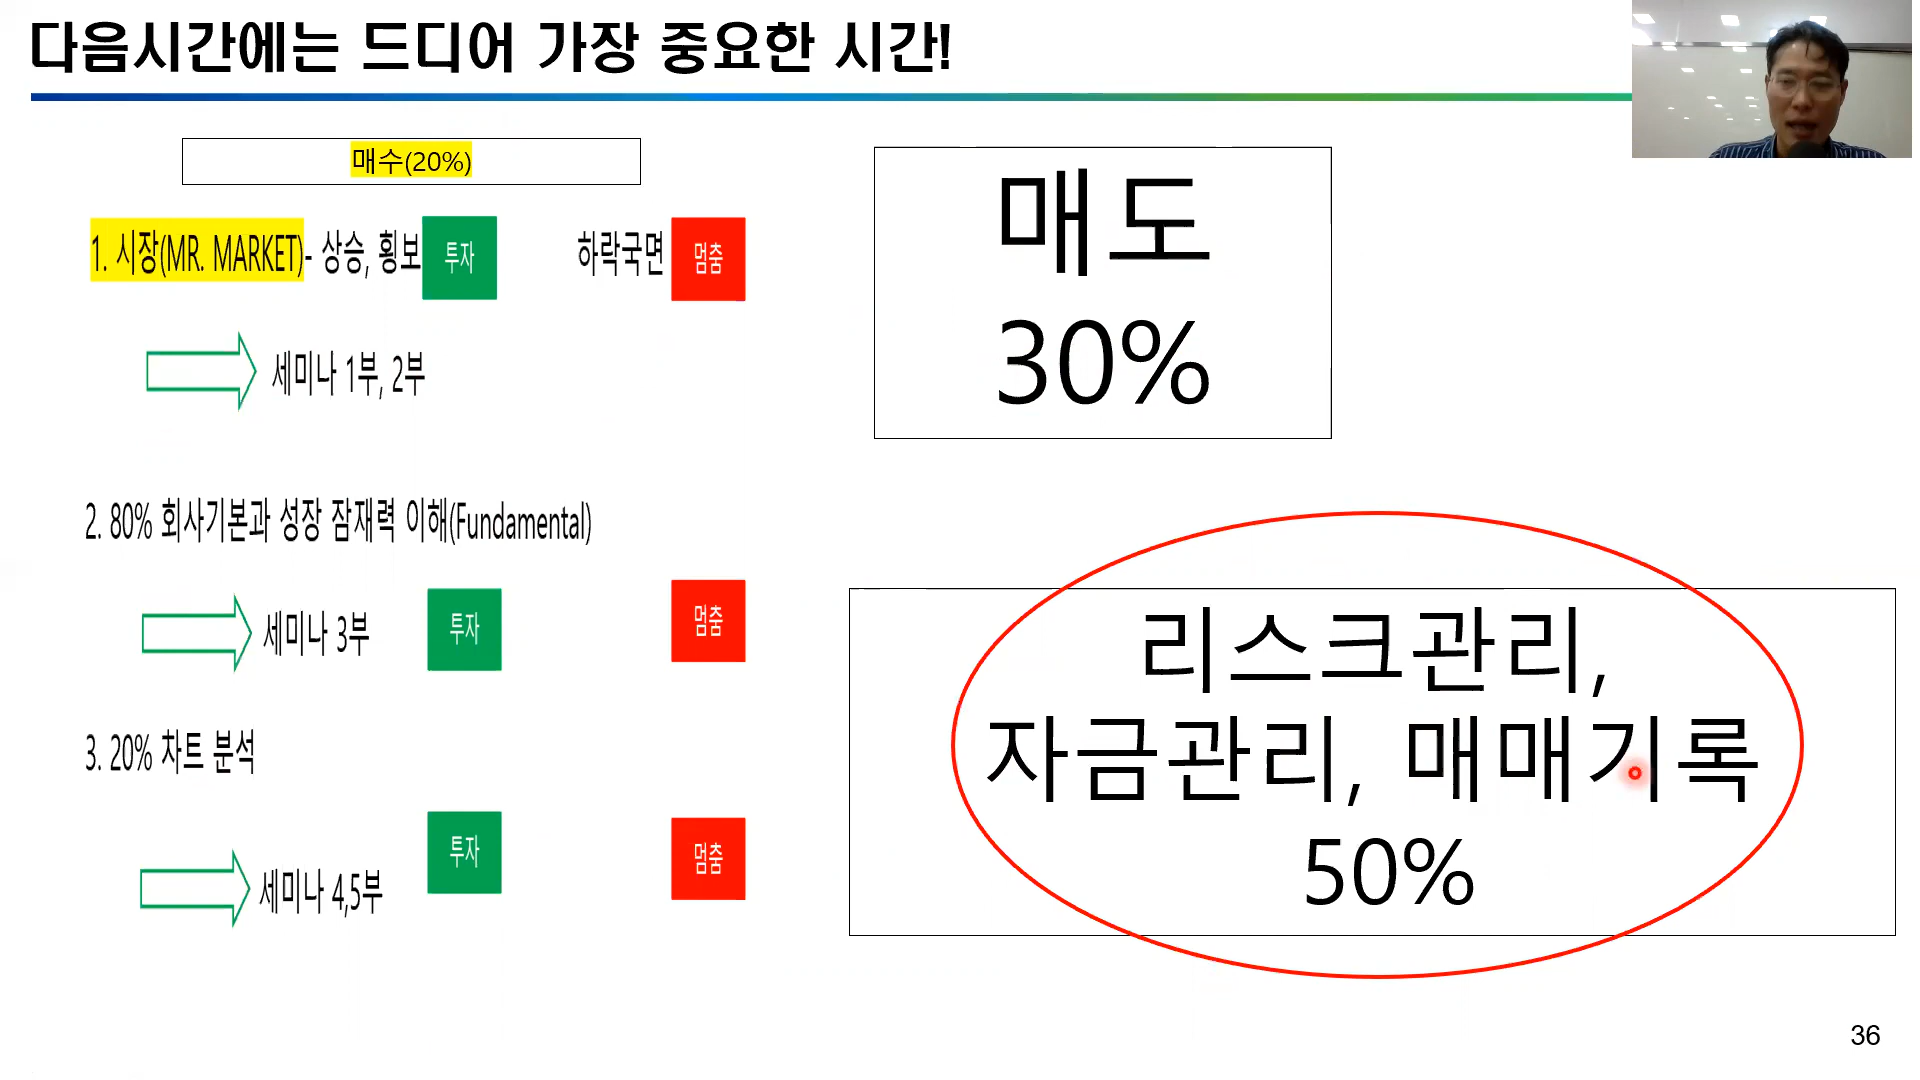 다음시간에는 드디어 가장 중요한 시간!
매수(20%)
1. 시장(MR. MARKET)- 상승, 횡보 투자 하락국면 멈춤
세미나 1부, 2부
2. 80% 회사기본과 성장 잠재력 이해(Fundamental)
세미나 3부 투자 멈춤
3. 20% 차트 분석
세미나 4,5부 투자 멈춤
매도
30%
리스크관리,
자금관리, 매매기록
50%
36